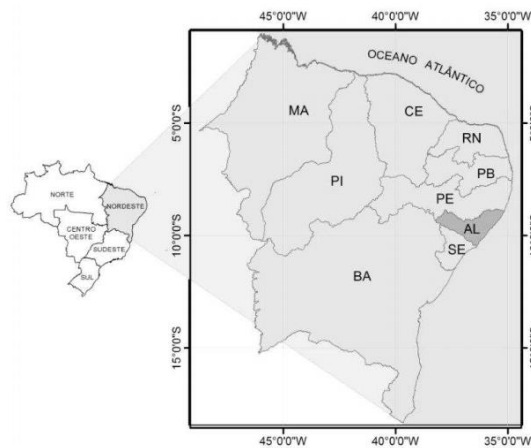 45°0'0"W 40°0'0"W 35°0'0"W
OCEANO ATLÂNTICO
MA
CE
5°0'0"S
RN
PB
PI
PE
NORTE
NORDESTE
AL
CENTRO
OESTE
10°0'0"S
SE
SUDESTE
BA
SUL
15°0'0"S
45°0'0"W 40°0'0"W 35°0'0"W